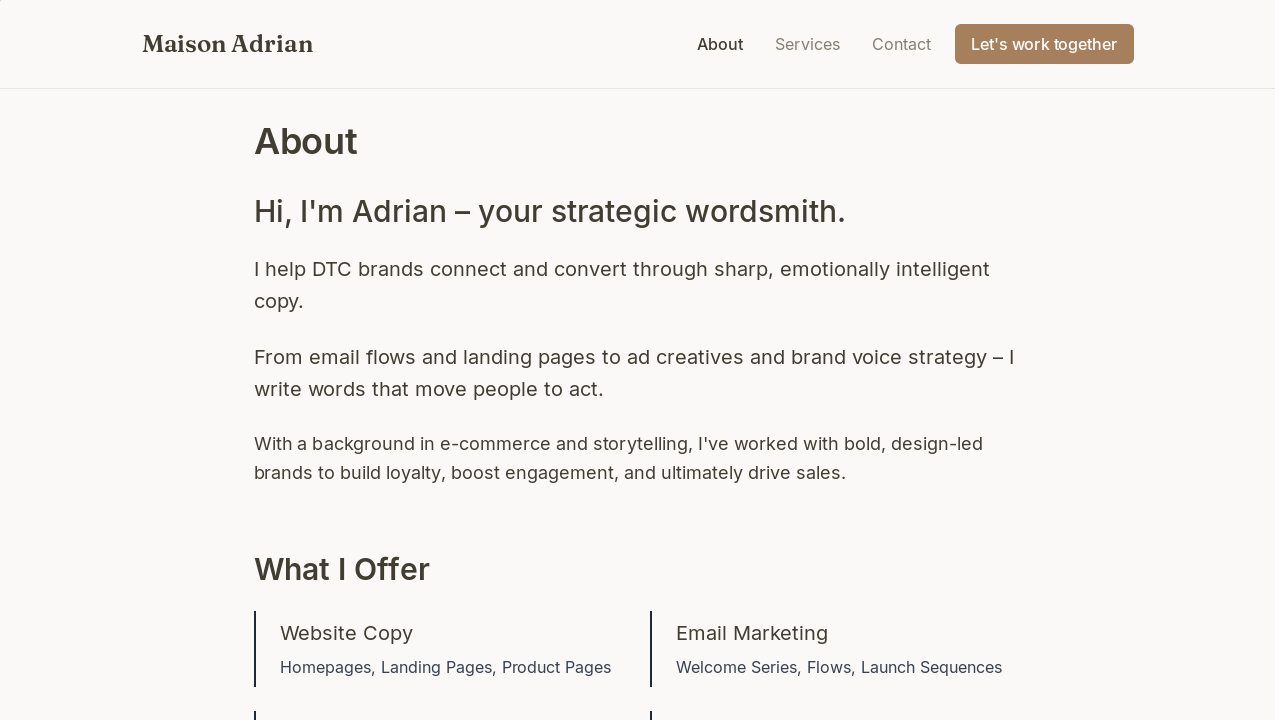 Maison Adrian
About
Services
Contact
Let's work together
About
Hi, I'm Adrian – your strategic wordsmith.
I help DTC brands connect and convert through sharp, emotionally intelligent
copy.
From email flows and landing pages to ad creatives and brand voice strategy – I
write words that move people to act.
With a background in e-commerce and storytelling, I've worked with bold, design-led
brands to build loyalty, boost engagement, and ultimately drive sales.
What I Offer
Website Copy
Homepages, Landing Pages, Product Pages
Email Marketing
Welcome Series, Flows, Launch Sequences